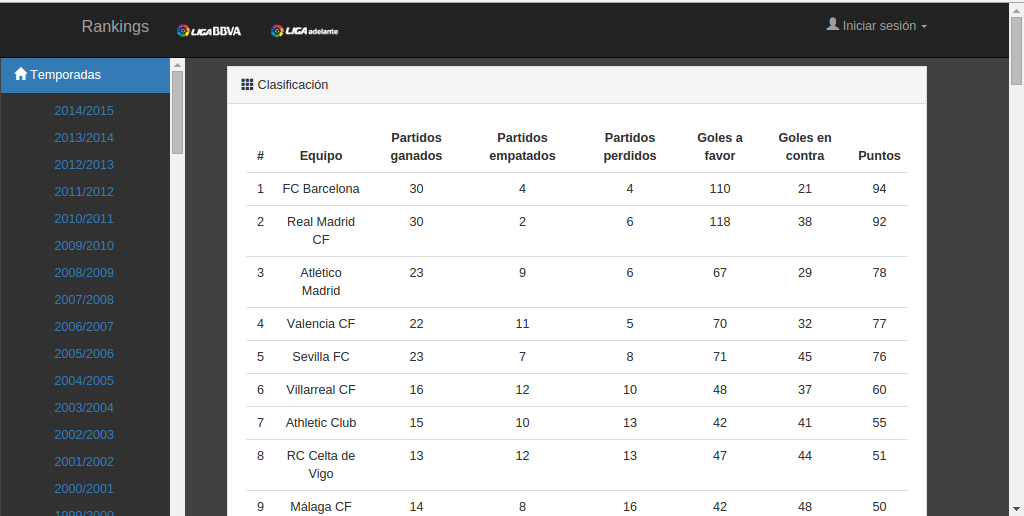 Rankings LIGA BBVA LIGA adelante Iniciar sesión
Temporadas
2014/2015
2013/2014
2012/2013
2011/2012
2010/2011
2009/2010
2008/2009
2007/2008
2006/2007
2005/2006
2004/2005
2003/2004
2002/2003
2001/2002
2000/2001
1999/2000
Clasificación
# Equipo Partidos ganados Partidos empatados Partidos perdidos Goles a favor Goles en contra Puntos
1 FC Barcelona 30 4 4 110 21 94
2 Real Madrid CF 30 2 6 118 38 92
3 Atlético Madrid 23 9 6 67 29 78
4 Valencia CF 22 11 5 70 32 77
5 Sevilla FC 23 7 8 71 45 76
6 Villarreal CF 16 12 10 48 37 60
7 Athletic Club 15 10 13 42 41 55
8 RC Celta de Vigo 13 12 13 47 44 51
9 Málaga CF 14 8 16 42 48 50